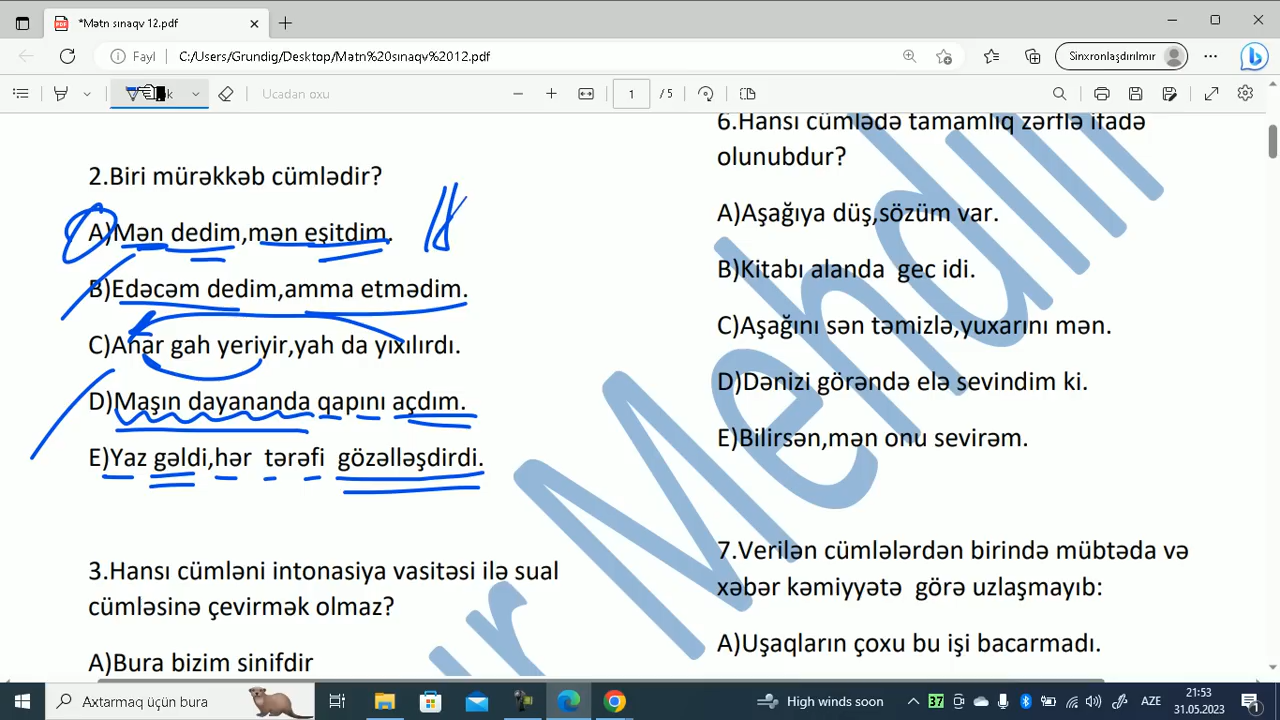 *Mətn sınaqv 12.pdf
Fayl
C:/Users/Grundig/Desktop/Mətn%20sınaqv%2012.pdf
Sinxronlaşdırılmır
Ucadan oxu
1 / 5
2.Biri mürəkkəb cümlədir?
A)Mən dedim,mən eşitdim.
B)Edəcəm dedim,amma etmədim.
C)Anar gah yeriyir,yah da yıxılırdı.
D)Maşın dayananda qapını açdım.
E)Yaz gəldi,hər tərəfi gözəlləşdirdi.
3.Hansı cümləni intonasiya vasitəsi ilə sual
cümləsinə çevirmək olmaz?
A)Bura bizim sinifdir
6.Hansı cümlədə tamamlıq zərflə ifadə
olunubdur?
A)Aşağıya düş,sözüm var.
B)Kitabı alanda gec idi.
C)Aşağını sən təmizlə,yuxarını mən.
D)Dənizi görəndə elə sevindim ki.
E)Bilirsən,mən onu sevirəm.
7.Verilən cümlələrdən birində mübtəda və
xəbər kəmiyyətə görə uzlaşmayıb:
A)Uşaqların çoxu bu işi bacarmadı.
Axtarmaq üçün bura
High winds soon
37
AZE
21:53
31.05.2023